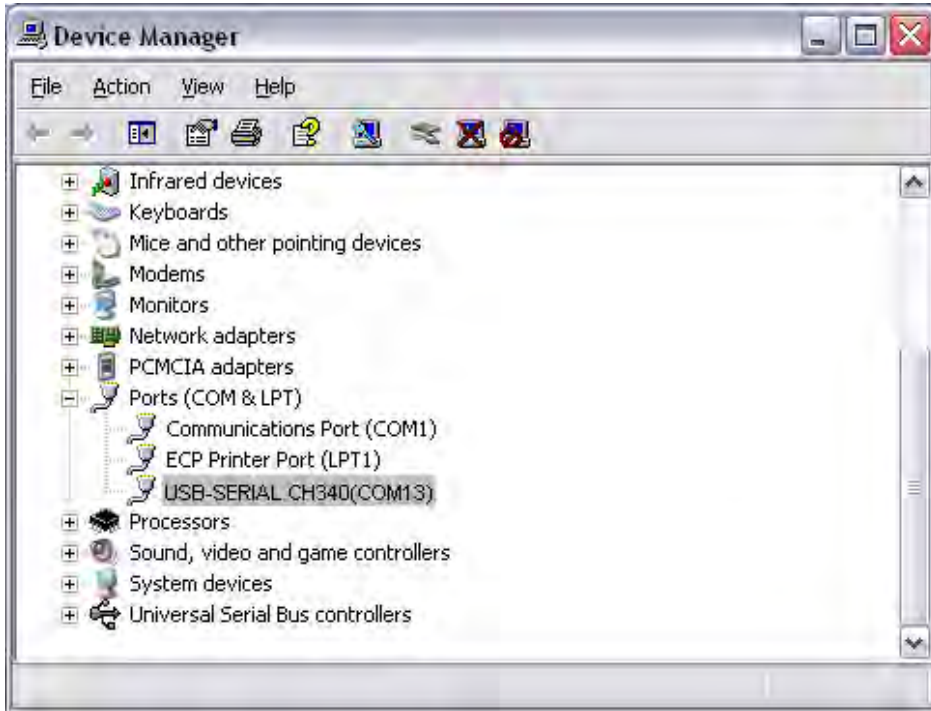 Device Manager
File Action View Help
Infrared devices
Keyboards
Mice and other pointing devices
Modems
Monitors
Network adapters
PCMCIA adapters
Ports (COM & LPT)
Communications Port (COM1)
ECP Printer Port (LPT1)
USB-SERIAL CH340(COM13)
Processors
Sound, video and game controllers
System devices
Universal Serial Bus controllers